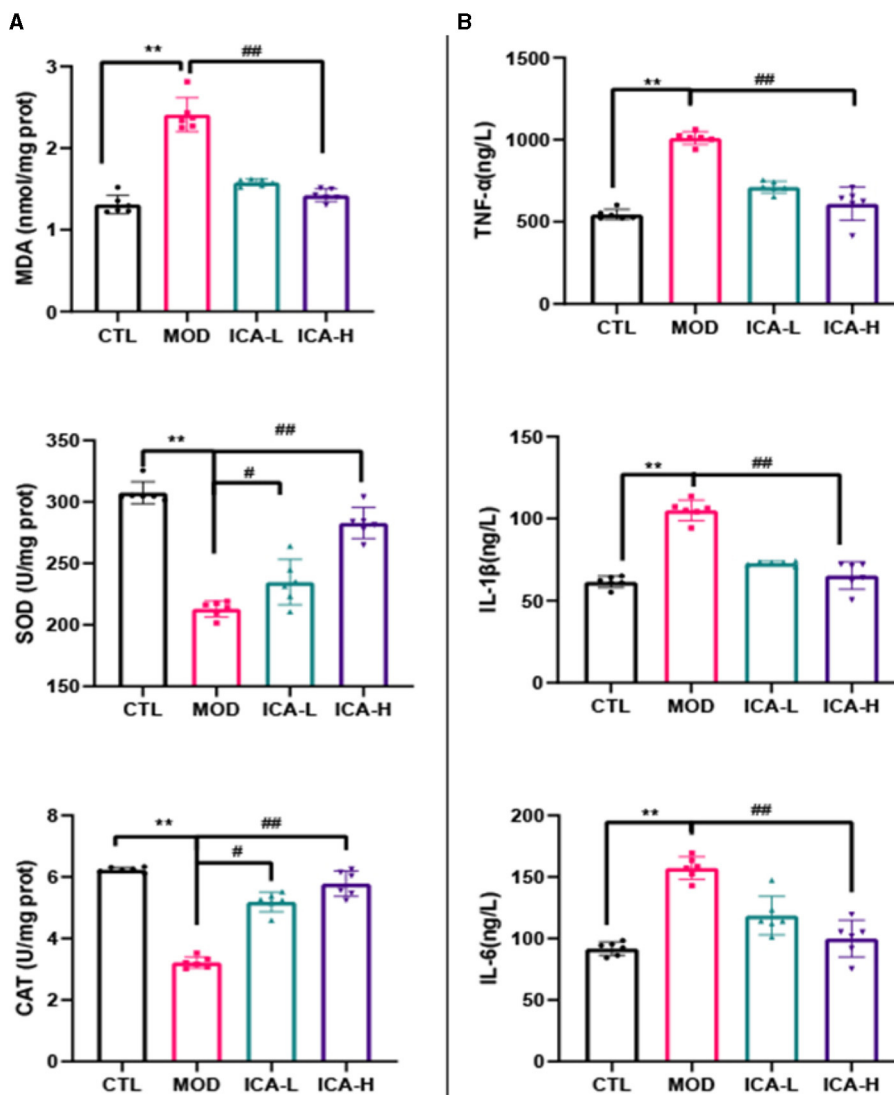 A
MDA (nmol/mg prot)
3
2
1
0
**
##
CTL MOD ICA-L ICA-H
SOD (U/mg prot)
350
300
250
200
150
**
##
#
CTL MOD ICA-L ICA-H
CAT (U/mg prot)
8
6
4
2
0
**
##
#
CTL MOD ICA-L ICA-H
B
TNF-α(ng/L)
1500
1000
500
0
**
##
CTL MOD ICA-L ICA-H
IL-1β(ng/L)
150
100
50
0
**
##
CTL MOD ICA-L ICA-H
IL-6(ng/L)
200
150
100
50
0
**
##
CTL MOD ICA-L ICA-H